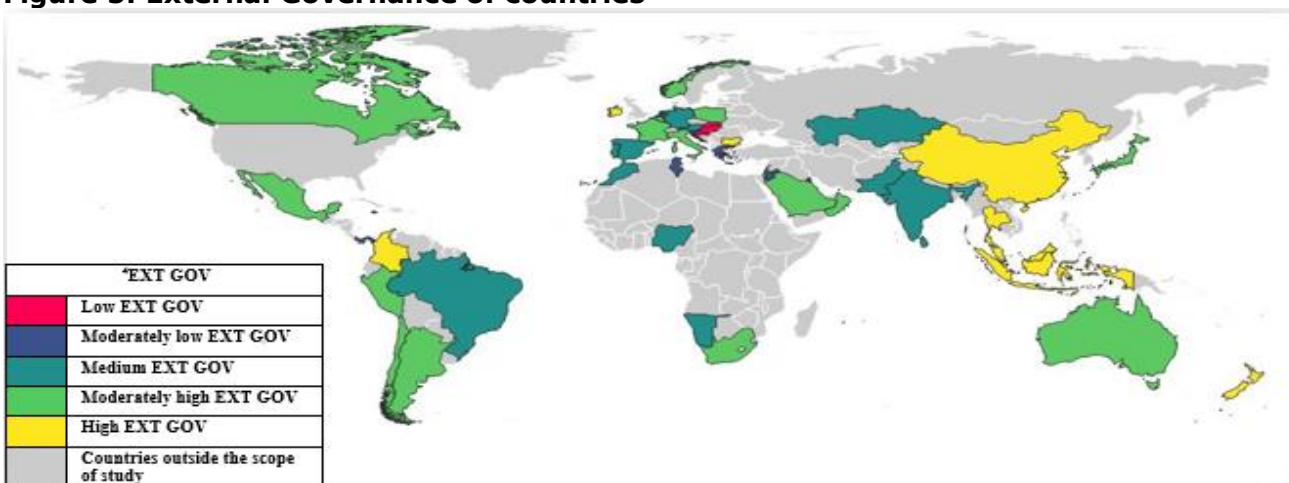 Figure 5. External Governance of countries
*EXT GOV
Low EXT GOV
Moderately low EXT GOV
Medium EXT GOV
Moderately high EXT GOV
High EXT GOV
Countries outside the scope
of study